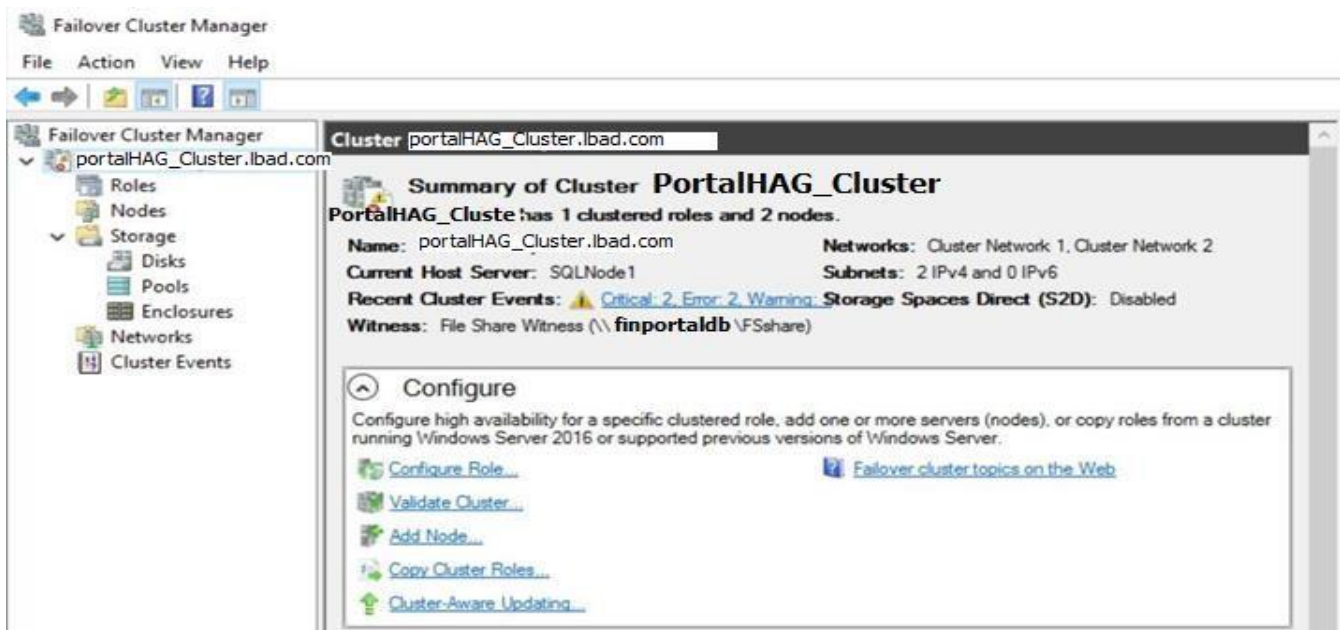 Failover Cluster Manager
File Action View Help
Failover Cluster Manager
portalHAG_Cluster.lbad.com
Roles
Nodes
Storage
Disks
Pools
Enclosures
Networks
Cluster Events
Cluster portalHAG_Cluster.lbad.com
Summary of Cluster PortalHAG_Cluster
PortalHAG_Cluste has 1 clustered roles and 2 nodes.
Name: portalHAG_Cluster.lbad.com
Networks: Cluster Network 1, Cluster Network 2
Current Host Server: SQLNode1
Subnets: 2 IPv4 and 0 IPv6
Recent Cluster Events: Critical: 2, Error: 2, Warning:
Storage Spaces Direct (S2D): Disabled
Witness: File Share Witness (\\ finportaldb \FSshare)
Configure
Configure high availability for a specific clustered role, add one or more servers (nodes), or copy roles from a cluster
running Windows Server 2016 or supported previous versions of Windows Server.
Configure Role...
Failover cluster topics on the Web
Validate Cluster...
Add Node...
Copy Cluster Roles...
Cluster-Aware Updating...